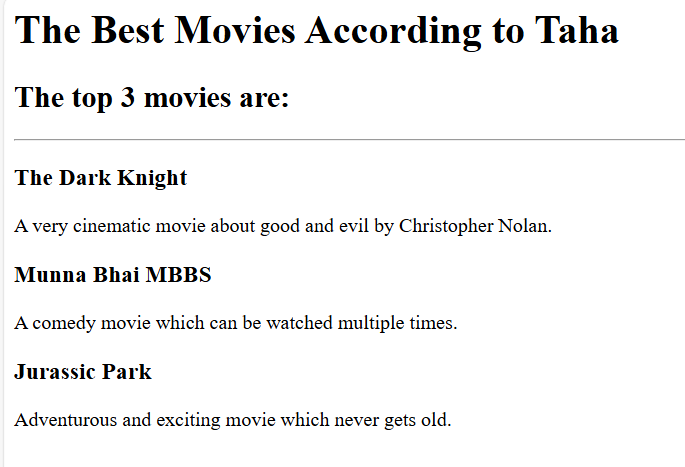 The Best Movies According to Taha
The top 3 movies are:
The Dark Knight
A very cinematic movie about good and evil by Christopher Nolan.
Munna Bhai MBBS
A comedy movie which can be watched multiple times.
Jurassic Park
Adventurous and exciting movie which never gets old.